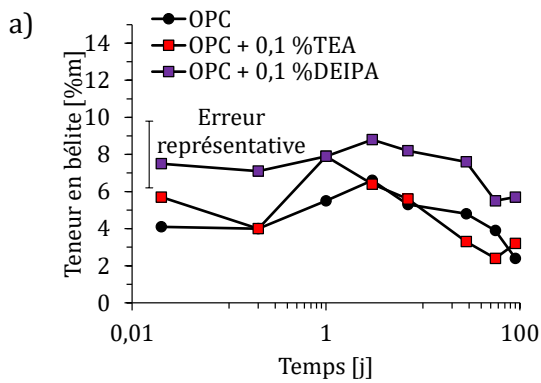 a)
OPC
OPC + 0,1 %TEA
OPC + 0,1 %DEIPA
Teneur en bélite [%m]
14
12
10
8
6
4
2
0
Erreur
représentative
0,01
1
100
Temps [j]